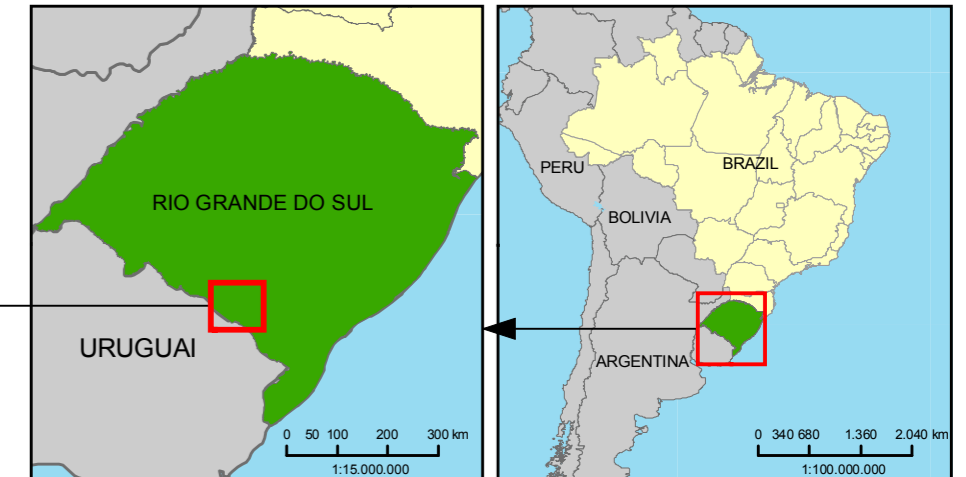 RIO GRANDE DO SUL
URUGUAI
0 50 100 200 300 km
1:15.000.000
PERU
BRAZIL
BOLIVIA
ARGENTINA
0 340 680 1.360 2.040 km
1:100.000.000